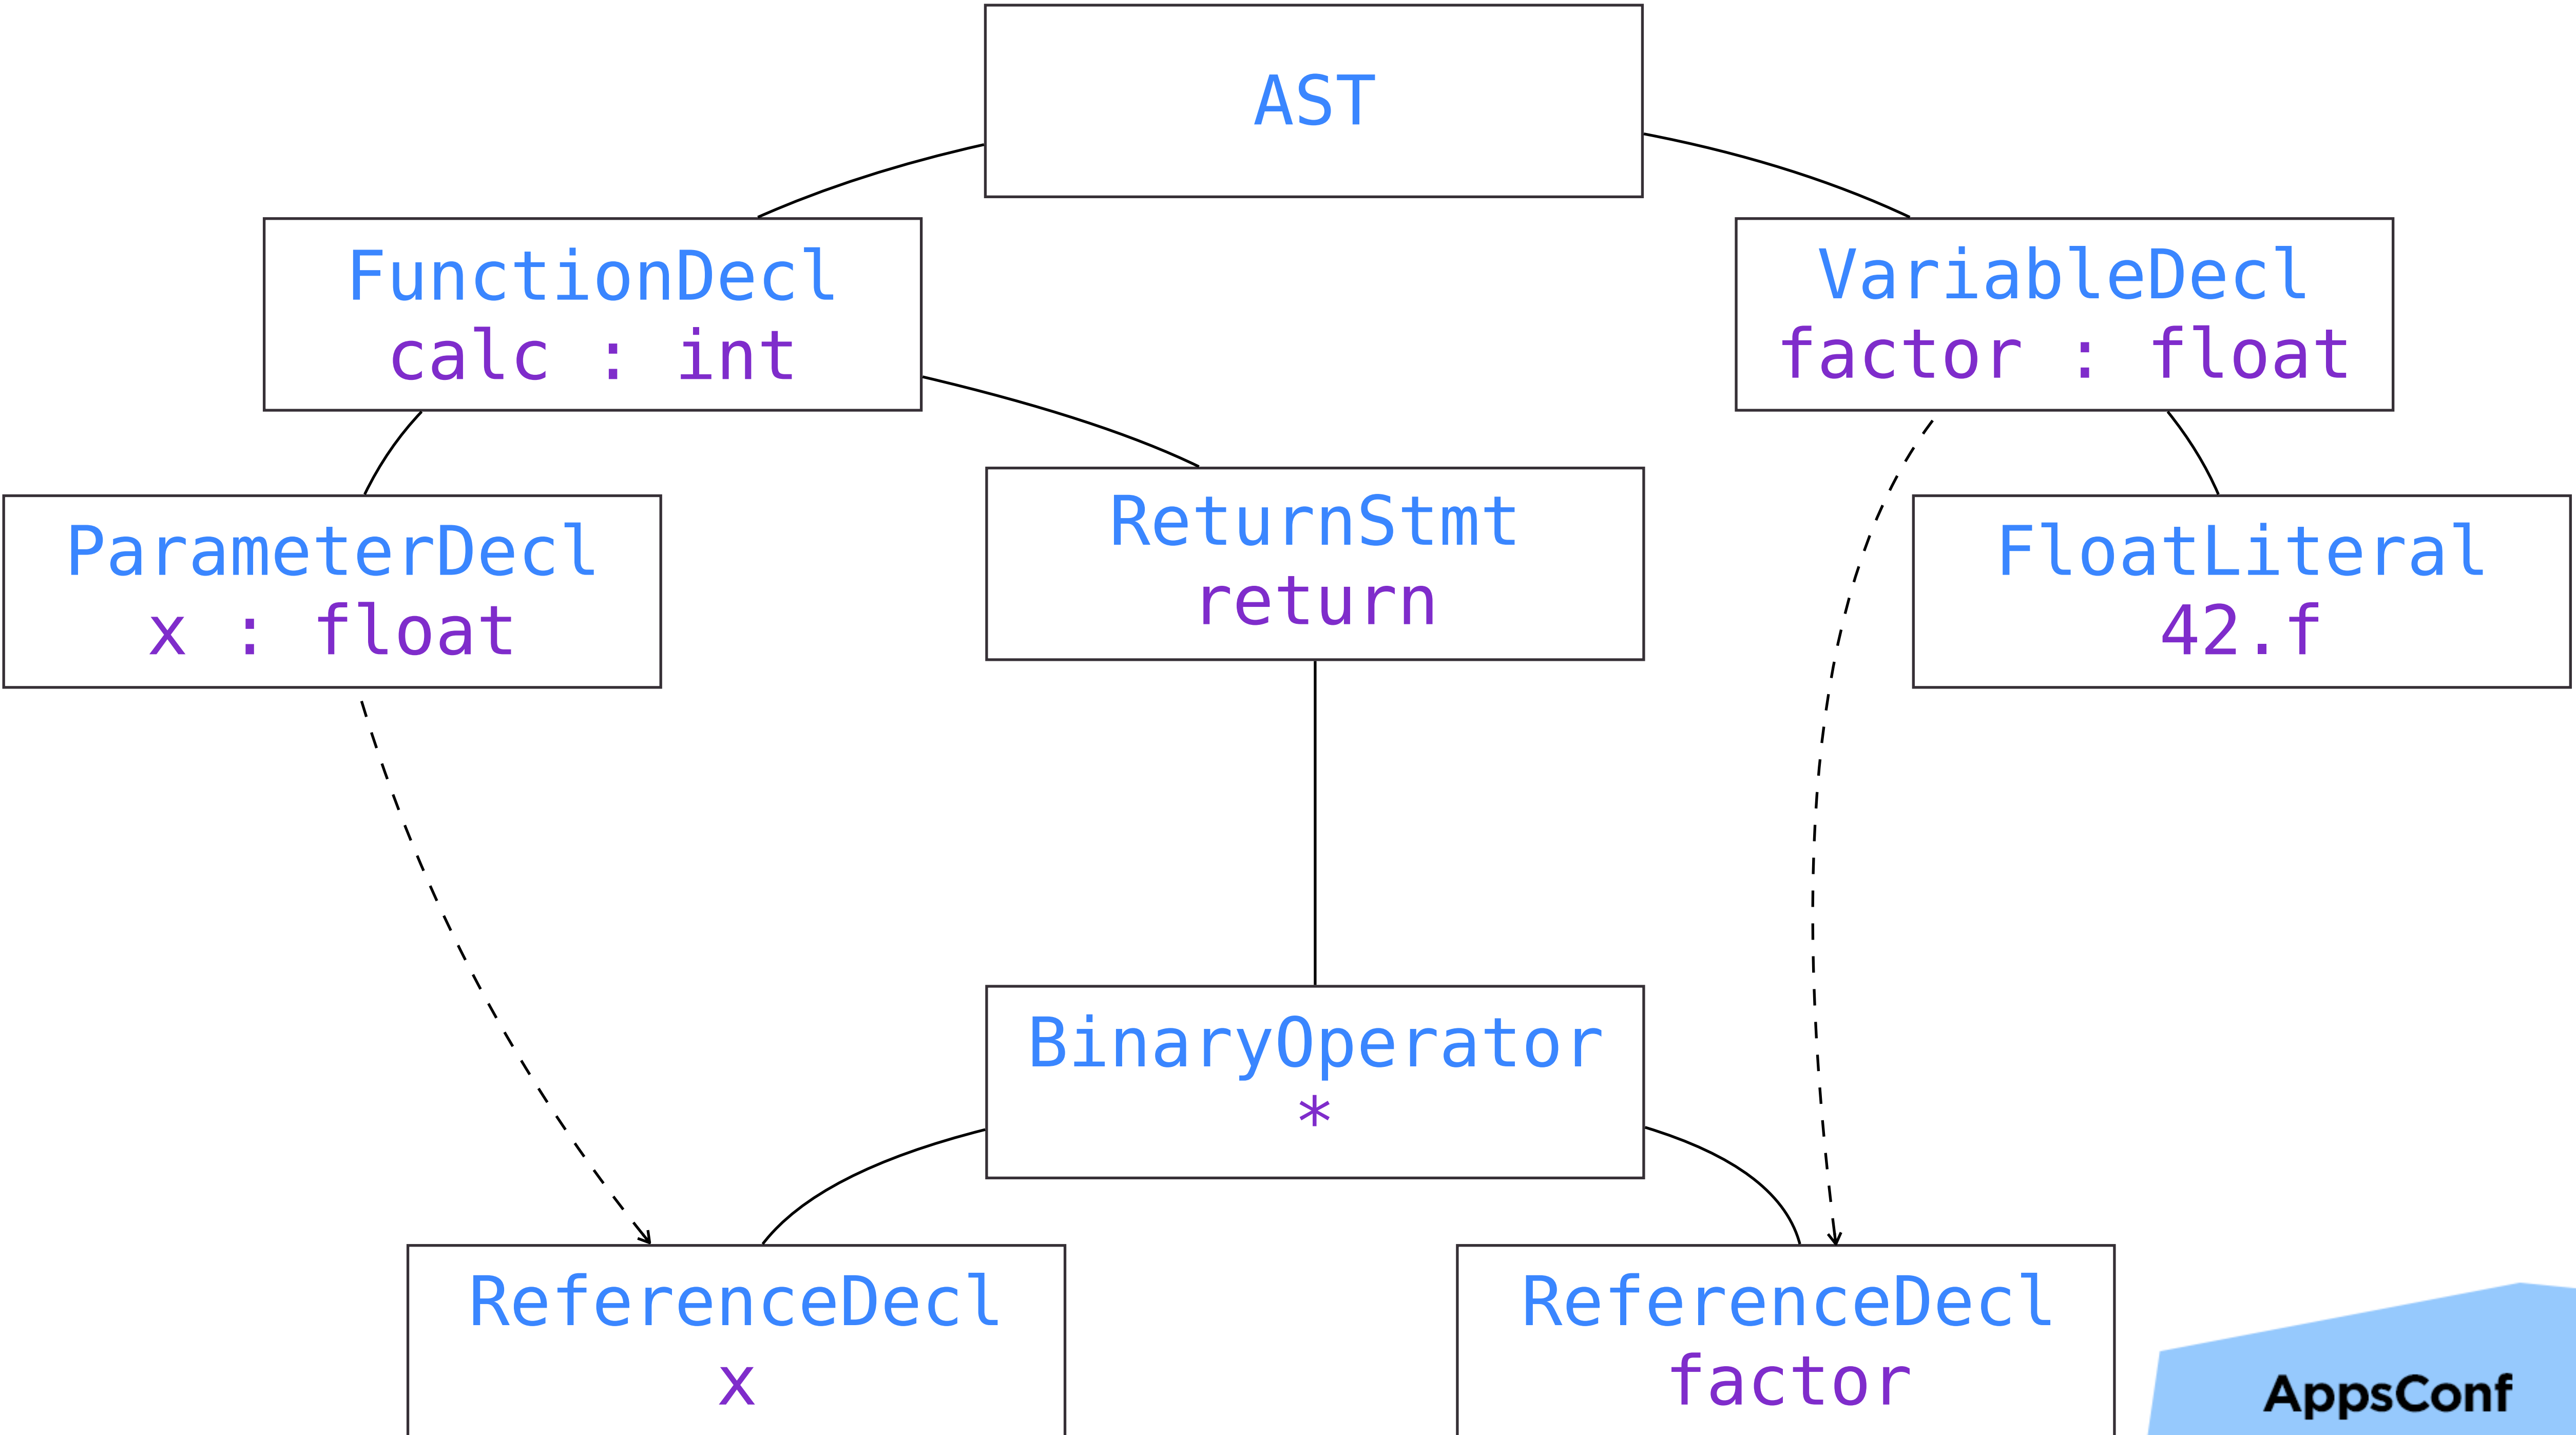 AST
FunctionDecl
calc : int
VariableDecl
factor : float
ParameterDecl
x : float
ReturnStmt
return
FloatLiteral
42.f
BinaryOperator
*
ReferenceDecl
x
ReferenceDecl
factor
AppsConf